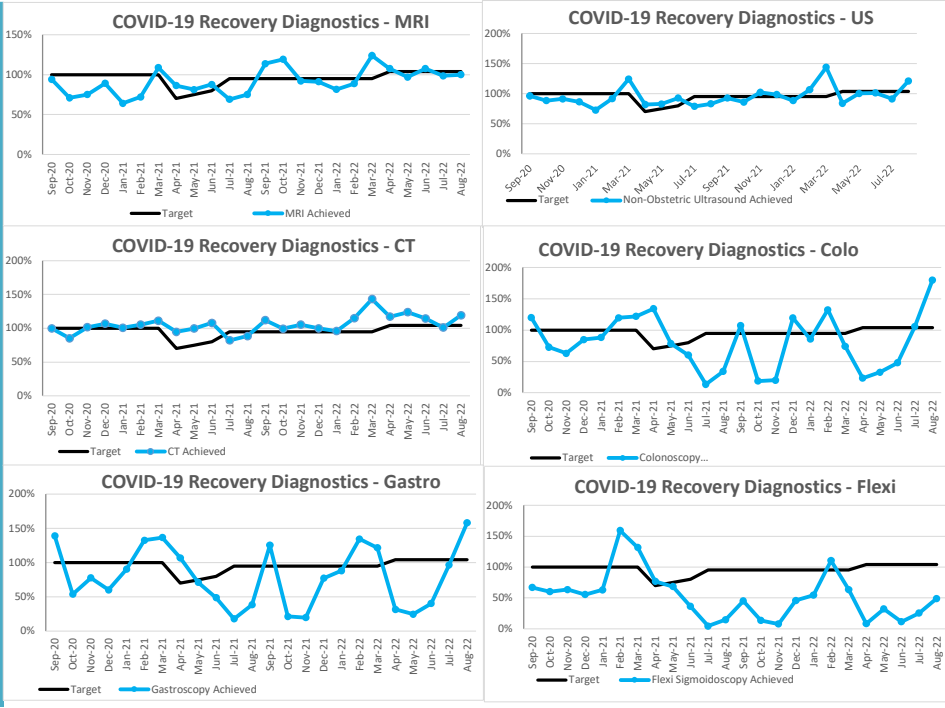 COVID-19 Recovery Diagnostics - MRI
150%
100%
50%
0%
Sep-20
Oct-20
Nov-20
Dec-20
Jan-21
Feb-21
Mar-21
Apr-21
May-21
Jun-21
Jul-21
Aug-21
Sep-21
Oct-21
Nov-21
Dec-21
Jan-22
Feb-22
Mar-22
Apr-22
May-22
Jun-22
Jul-22
Aug-22
Target MRI Achieved
COVID-19 Recovery Diagnostics - US
200%
150%
100%
50%
0%
Sep-20
Nov-20
Jan-21
Mar-21
May-21
Jul-21
Sep-21
Nov-21
Jan-22
Mar-22
May-22
Jul-22
Target Non-Obstetric Ultrasound Achieved
COVID-19 Recovery Diagnostics - CT
200%
150%
100%
50%
0%
Sep-20
Oct-20
Nov-20
Dec-20
Jan-21
Feb-21
Mar-21
Apr-21
May-21
Jun-21
Jul-21
Aug-21
Sep-21
Oct-21
Nov-21
Dec-21
Jan-22
Feb-22
Mar-22
Apr-22
May-22
Jun-22
Jul-22
Aug-22
Target CT Achieved
COVID-19 Recovery Diagnostics - Colo
200%
150%
100%
50%
0%
Sep-20
Oct-20
Nov-20
Dec-20
Jan-21
Feb-21
Mar-21
Apr-21
May-21
Jun-21
Jul-21
Aug-21
Sep-21
Oct-21
Nov-21
Dec-21
Jan-22
Feb-22
Mar-22
Apr-22
May-22
Jun-22
Jul-22
Aug-22
Target Colonoscopy...
COVID-19 Recovery Diagnostics - Gastro
200%
150%
100%
50%
0%
Sep-20
Oct-20
Nov-20
Dec-20
Jan-21
Feb-21
Mar-21
Apr-21
May-21
Jun-21
Jul-21
Aug-21
Sep-21
Oct-21
Nov-21
Dec-21
Jan-22
Feb-22
Mar-22
Apr-22
May-22
Jun-22
Jul-22
Aug-22
Target Gastroscopy Achieved
COVID-19 Recovery Diagnostics - Flexi
200%
150%
100%
50%
0%
Sep-20
Oct-20
Nov-20
Dec-20
Jan-21
Feb-21
Mar-21
Apr-21
May-21
Jun-21
Jul-21
Aug-21
Sep-21
Oct-21
Nov-21
Dec-21
Jan-22
Feb-22
Mar-22
Apr-22
May-22
Jun-22
Jul-22
Aug-22
Target Flexi Sigmoidoscopy Achieved